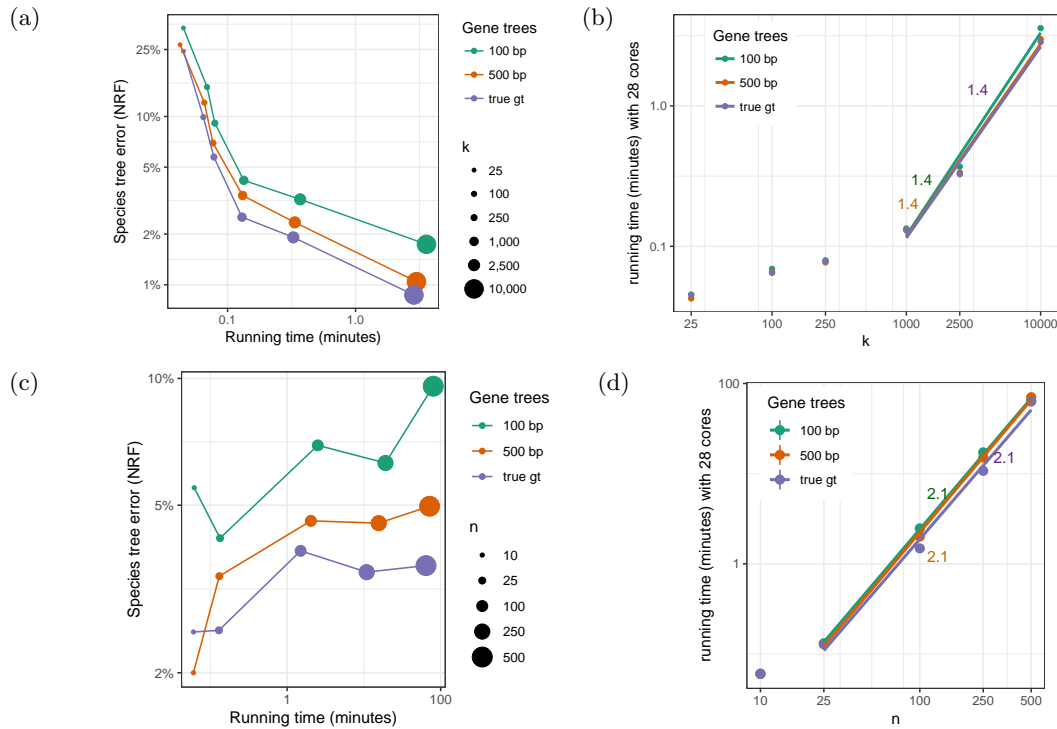 (a)
Species tree error (NRF)
25%
10%
5%
2%
1%
0.1
1.0
Running time (minutes)
Gene trees
100 bp
500 bp
true gt
k
25
100
250
1,000
2,500
10,000
(b)
running time (minutes) with 28 cores
1.0
0.1
Gene trees
100 bp
500 bp
true gt
1.4
1.4
1.4
25
100
250
1000
2500
10000
k
(c)
Species tree error (NRF)
10%
5%
2%
1
100
Running time (minutes)
Gene trees
100 bp
500 bp
true gt
n
10
25
100
250
500
(d)
running time (minutes) with 28 cores
100
1
Gene trees
100 bp
500 bp
true gt
2.1
2.1
2.1
10
25
100
250
500
n